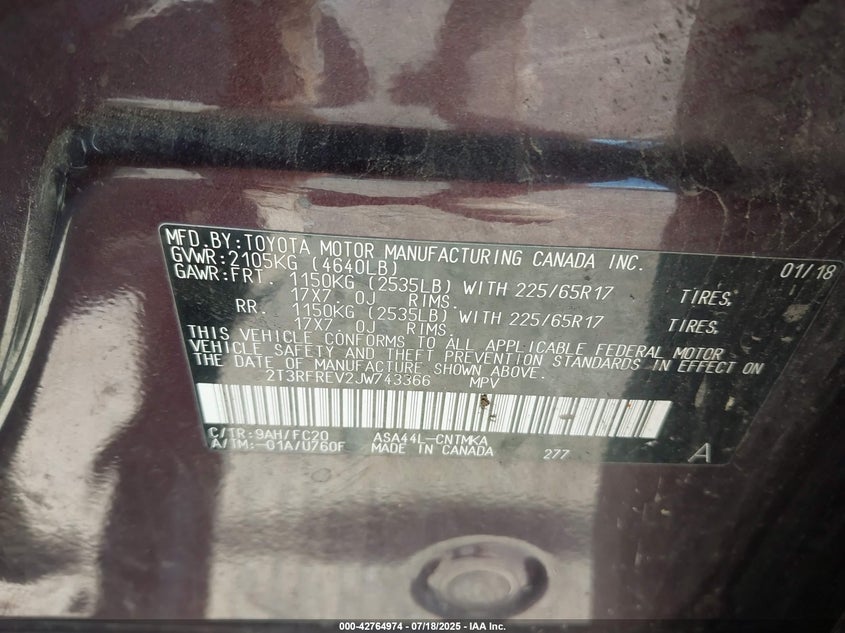 MFD.BY:TOYOTA MOTOR MANUFACTURING CANADA INC.
GVWR:2105KG (4640LB) 01/18
GAWR:FRT. 1150KG (2535LB) WITH 225/65R17 TIRES,
17X7.0J RIMS.
RR. 1150KG (2535LB) WITH 225/65R17 TIRES,
17X7.0J RIMS.
THIS VEHICLE CONFORMS TO ALL APPLICABLE FEDERAL MOTOR
VEHICLE SAFETY AND THEFT PREVENTION STANDARDS IN EFFECT ON
THE DATE OF MANUFACTURE SHOWN ABOVE.
2T3RFREV2JW743366 MPV
C/TR:9AH/FC20 ASA44L-CNTMKA
A/TM:-01A/U760F MADE IN CANADA 277 A
000-42764974 - 07/18/2025 - IAA Inc.